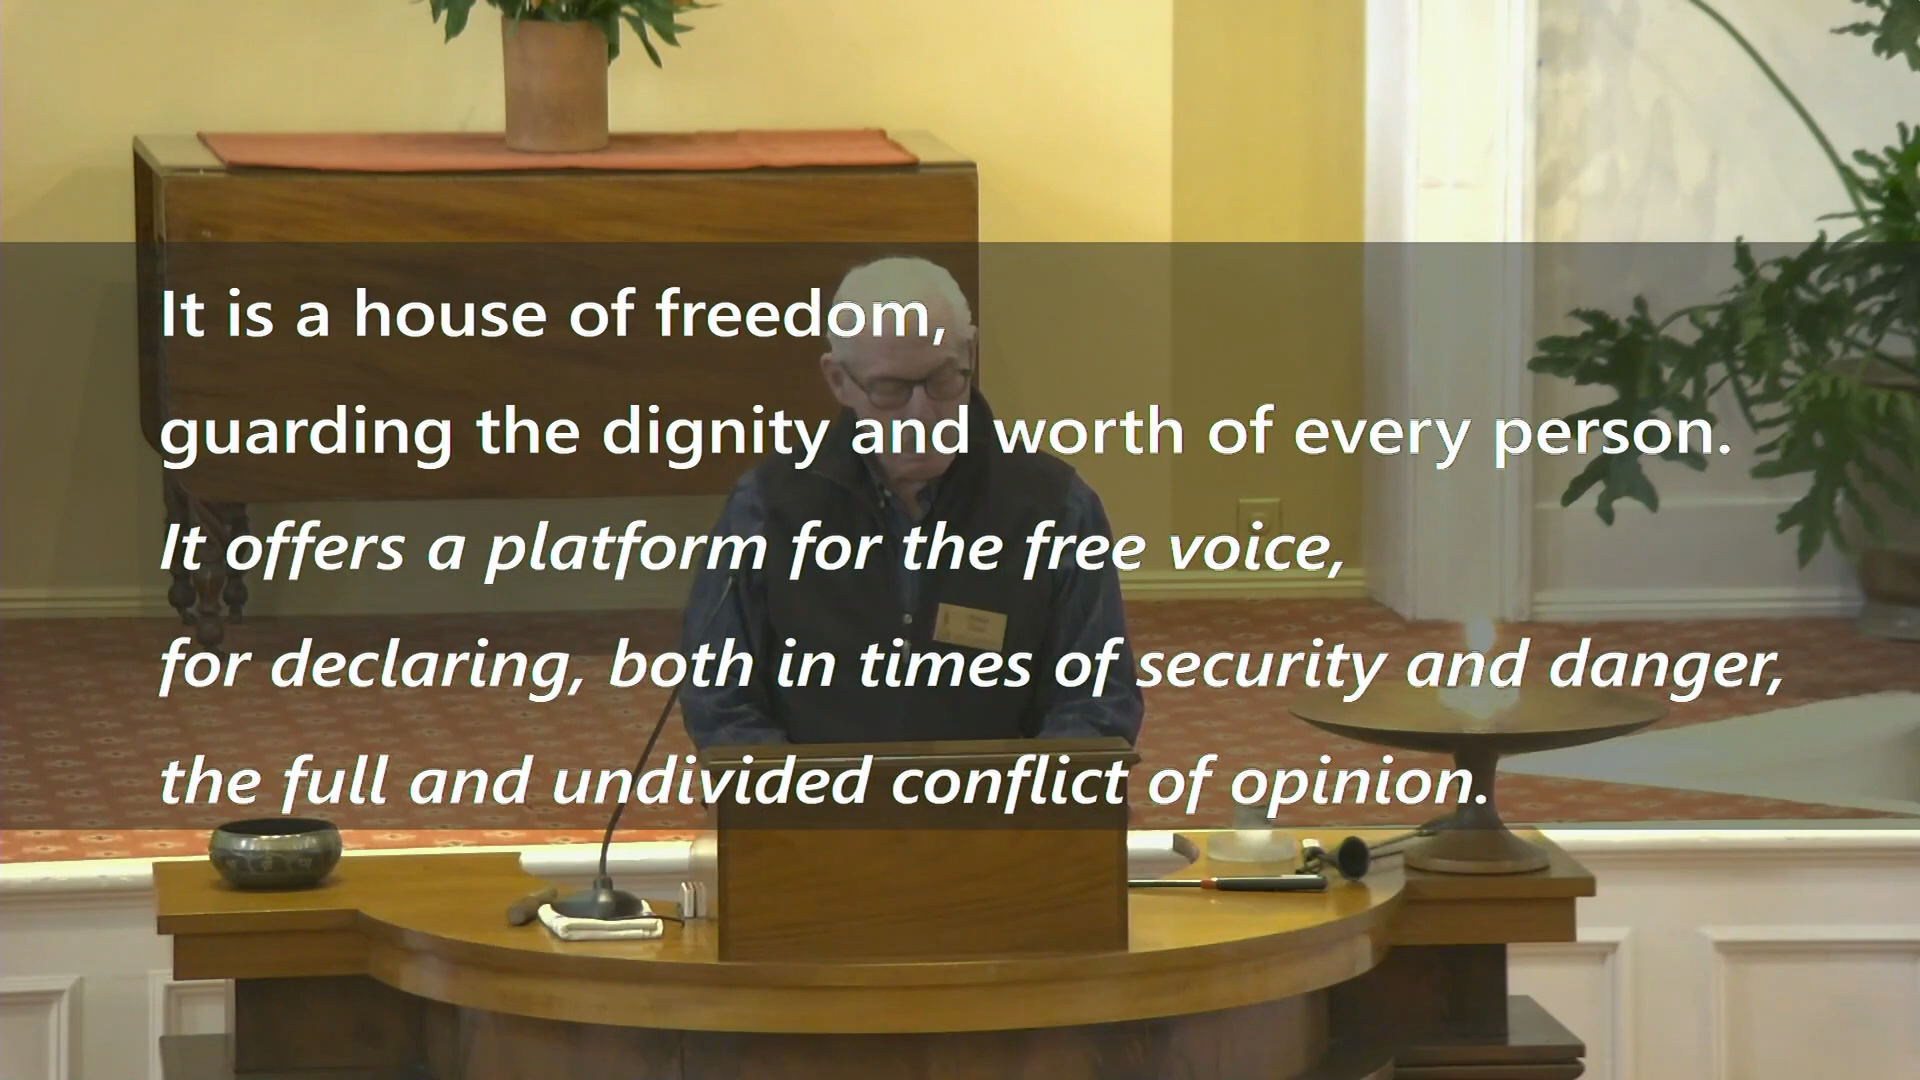 It is a house of freedom,
guarding the dignity and worth of every person.
It offers a platform for the free voice,
for declaring, both in times of security and danger,
the full and undivided conflict of opinion.